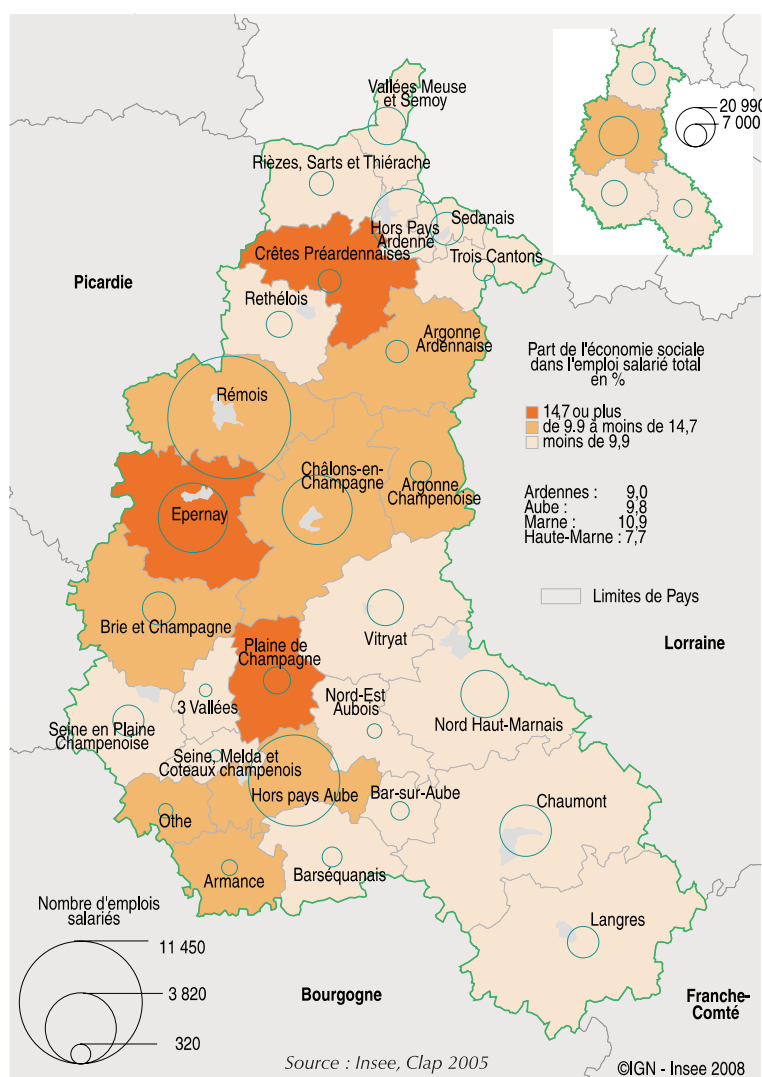 20 990
7 000
Vallées Meuse
et Semoy
Rièzes, Sarts et Thiérache
Hors Pays
Ardenne
Sedanais
Crêtes Préardennaises
Trois Cantons
Picardie
Rethélois
Argonne
Ardennaise
Part de l'économie sociale
dans l'emploi salarié total
en %
14,7 ou plus
de 9.9 à moins de 14,7
moins de 9,9
Rémois
Châlons-en-
Champagne
Argonne
Champenoise
Epernay
Ardennes : 9,0
Aube : 9,8
Marne : 10,9
Haute-Marne : 7,7
Limites de Pays
Brie et Champagne
Vitryat
Lorraine
Plaine de
Champagne
3 Vallées
Nord-Est
Aubois
Nord Haut-Marnais
Seine en Plaine
Champenoise
Seine, Melda et
Coteaux champenois
Hors pays Aube
Bar-sur-Aube
Chaumont
Othe
Armance
Barséquanais
Langres
Nombre d'emplois
salariés
11 450
3 820
320
Bourgogne
Franche-
Comté
Source : Insee, Clap 2005
©IGN - Insee 2008